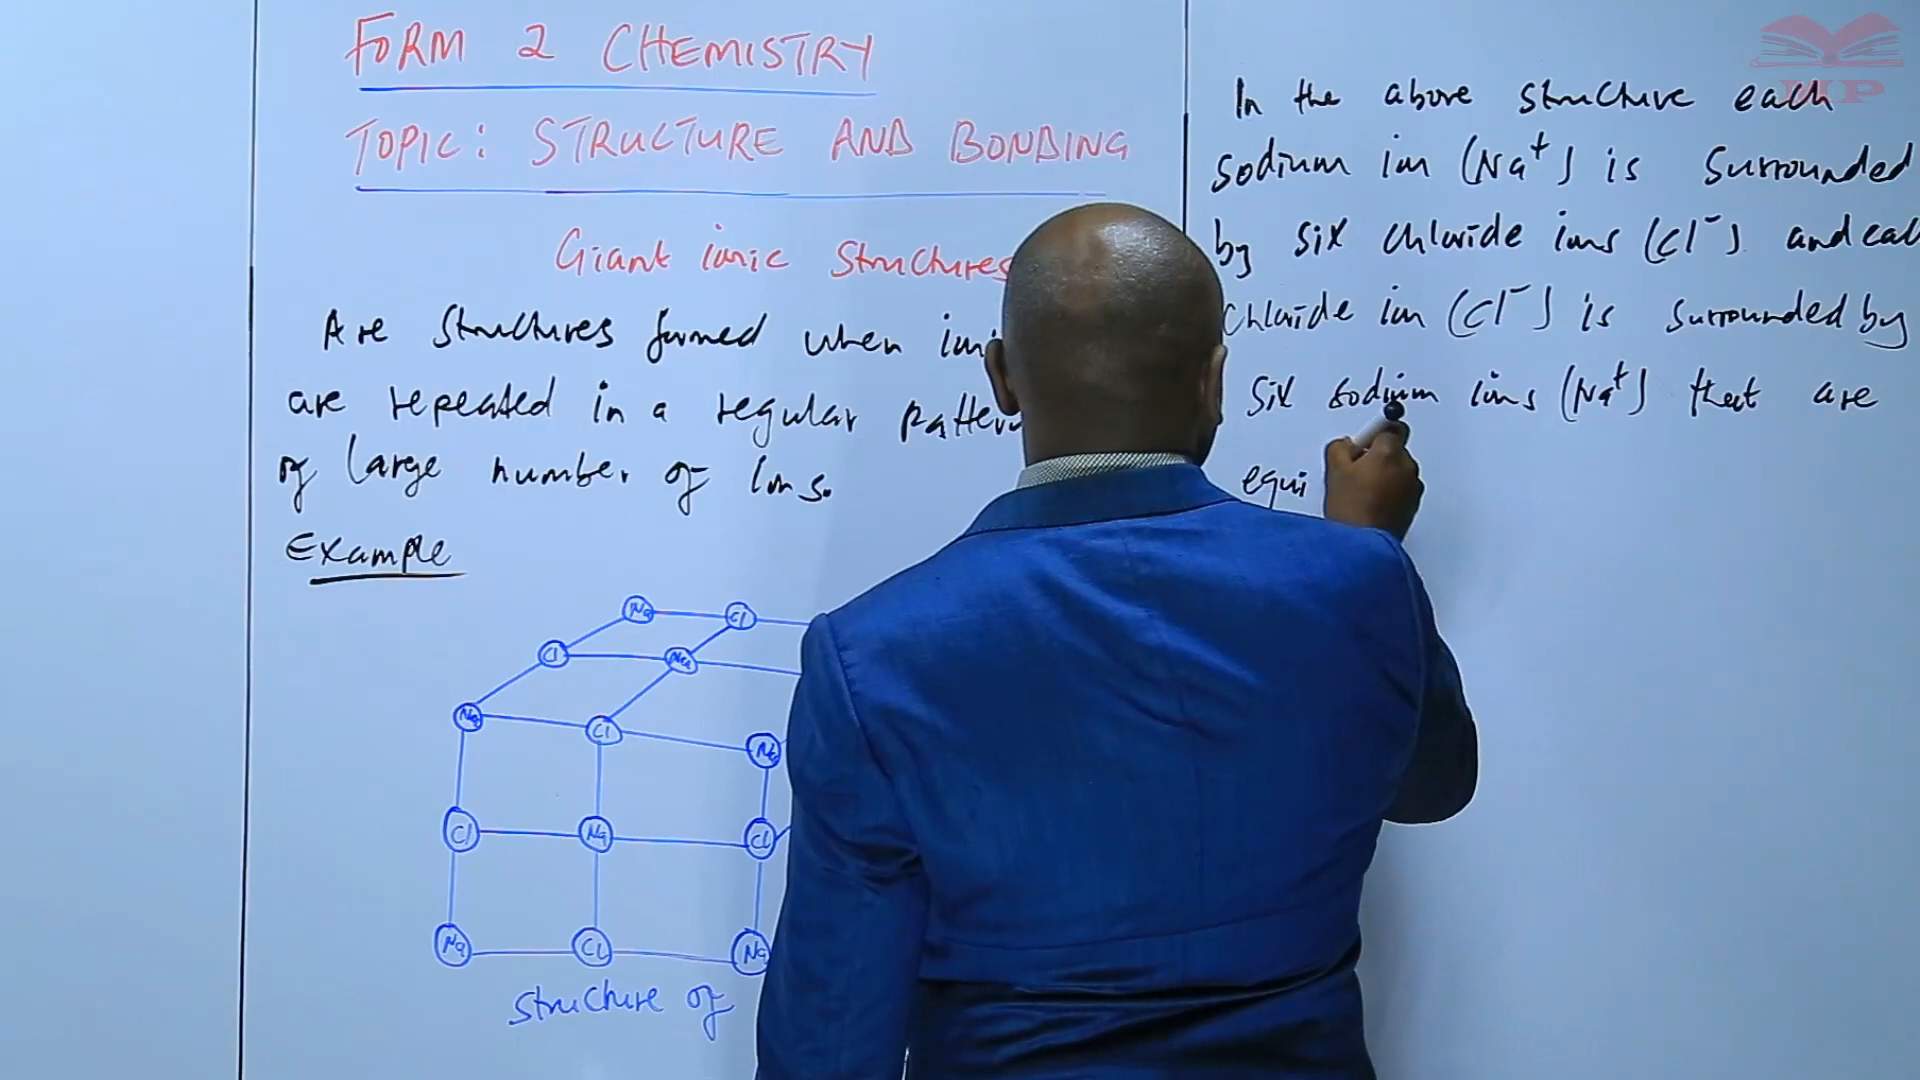 FORM 2 CHEMISTRY
TOPIC: STRUCTURE AND BONDING
Giant ionic structures
Are structures formed when
are repeated in a regular
of large number of ions.
Example
Na Cl
Cl Na
Na Cl Na
Cl Na Cl
Na Cl Na
structure of
In the above structure each
sodium ion (Na+) is surrounded
by six chloride ions (Cl-). and
chloride ion (Cl-) is surrounded by
six sodium ions (Na+) that are
equi
MP